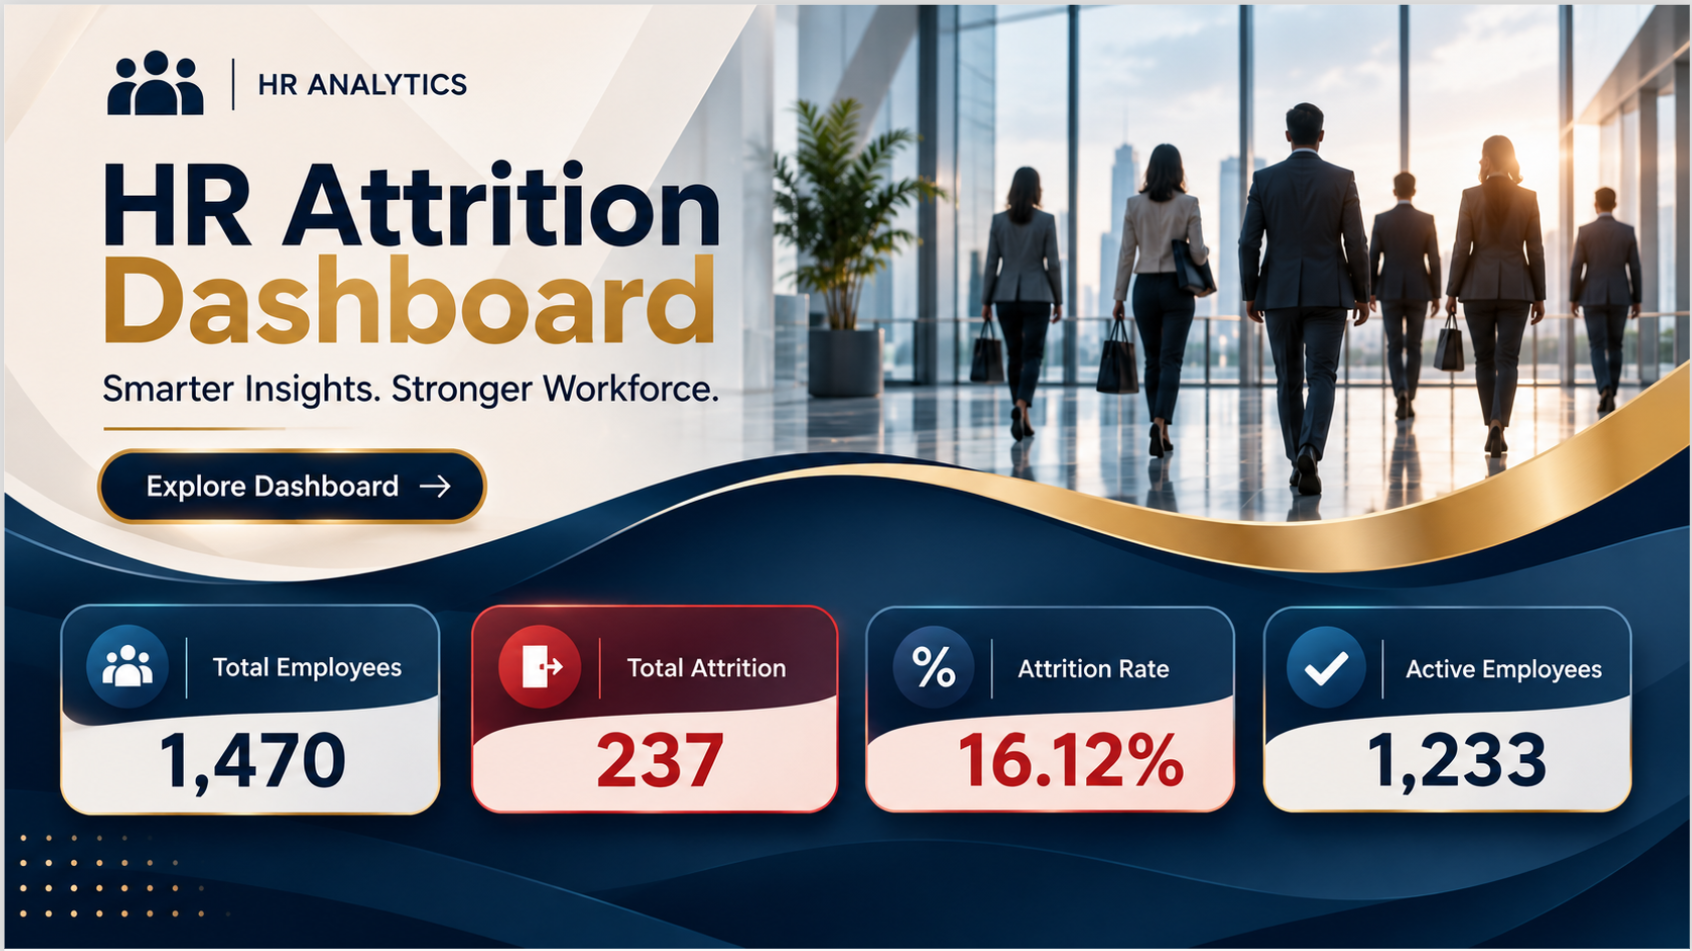 HR ANALYTICS
HR Attrition
Dashboard
Smarter Insights. Stronger Workforce.
Explore Dashboard →
Total Employees
1,470
Total Attrition
237
% Attrition Rate
16.12%
Active Employees
1,233